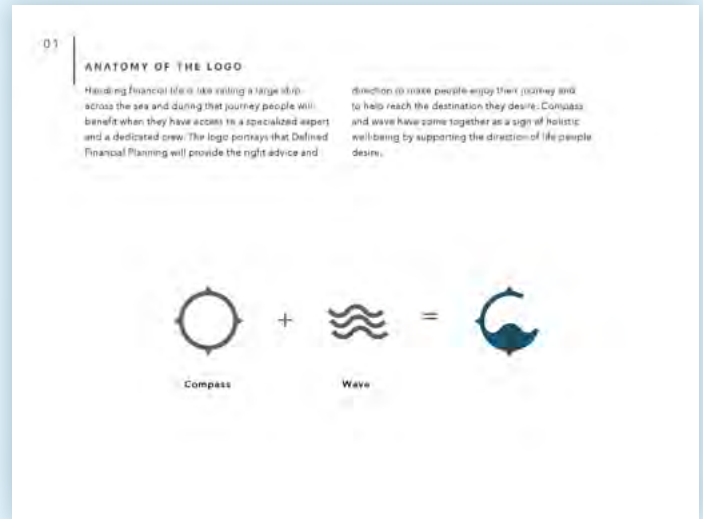 01
ANATOMY OF THE LOGO
Handling financial life is like sailing a large ship
across the sea and during that journey people will
benefit when they have access to a specialized expert
and a dedicated crew. The logo portrays that Defined
Financial Planning will provide the right advice and
direction to make people enjoy their journey and
to help reach the destination they desire. Compass
and wave have come together as a sign of holistic
well-being by supporting the direction of life people
desire.
+
=
Compass
Wave